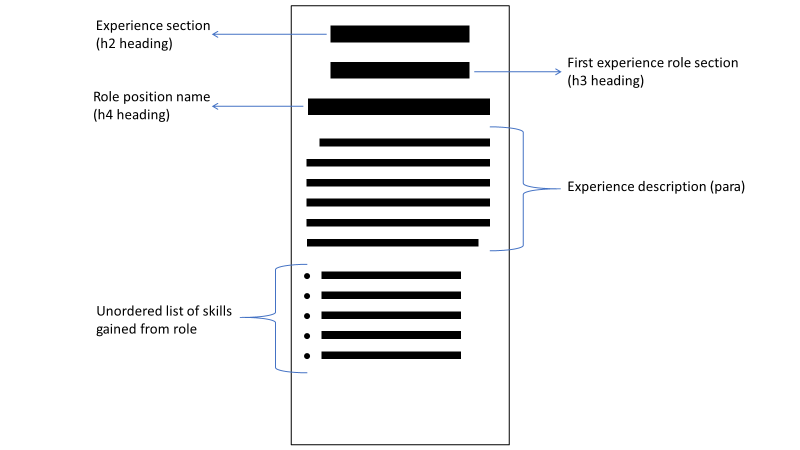 Experience section
(h2 heading)
First experience role section
(h3 heading)
Role position name
(h4 heading)
Experience description (para)
Unordered list of skills
gained from role